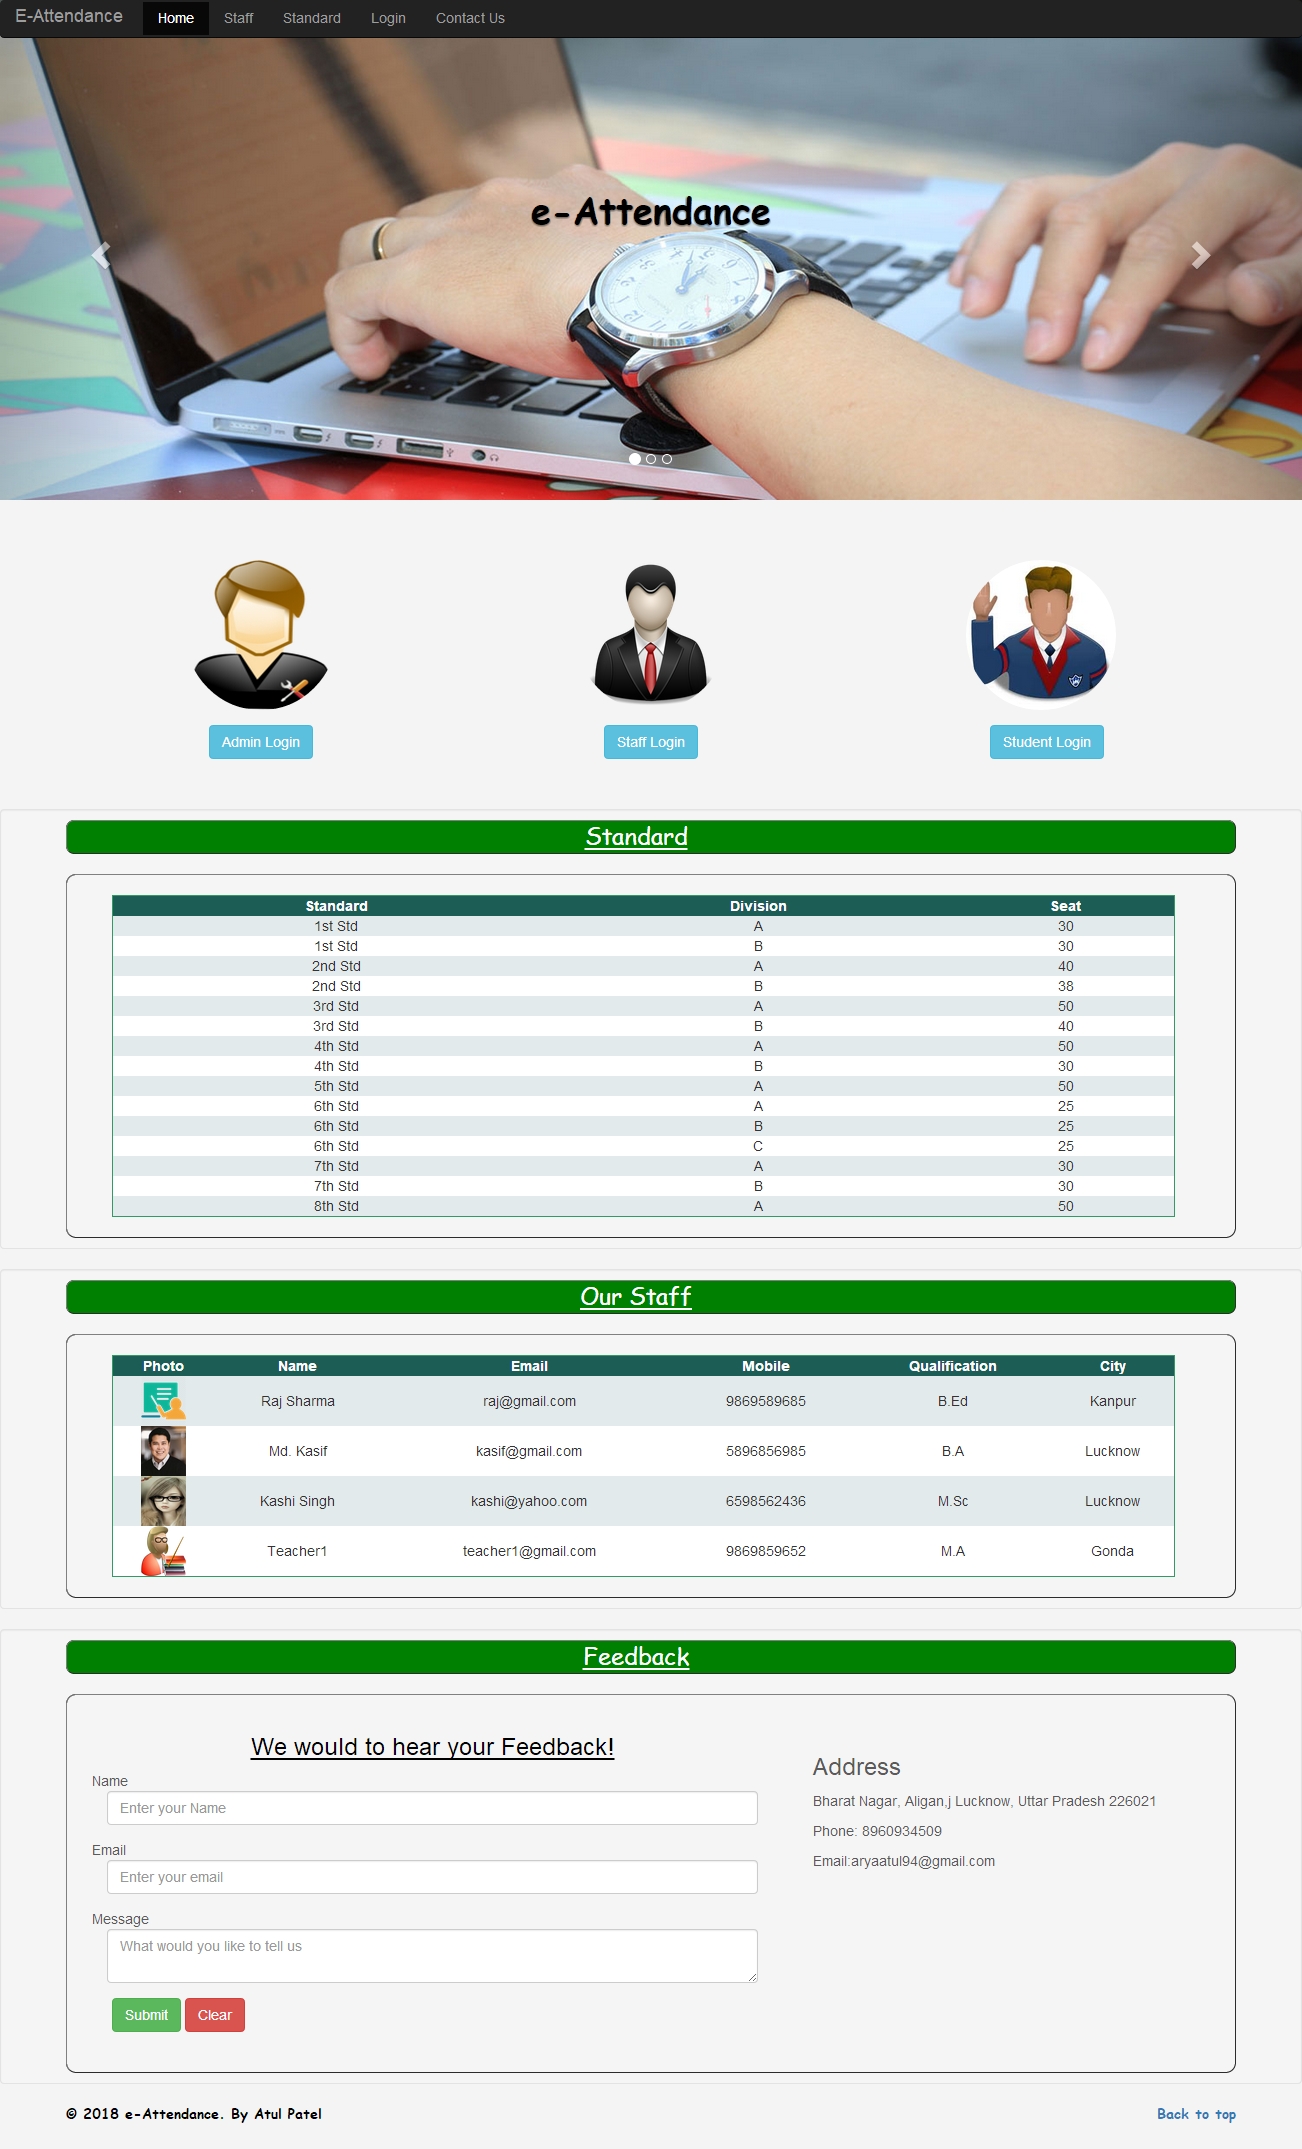 E-Attendance Home Staff Standard Login Contact Us
e-Attendance
Admin Login Staff Login Student Login
Standard
Standard Division Seat
1st Std A 30
1st Std B 30
2nd Std A 40
2nd Std B 38
3rd Std A 50
3rd Std B 40
4th Std A 50
4th Std B 30
5th Std A 50
6th Std A 25
6th Std B 25
6th Std C 25
7th Std A 30
7th Std B 30
8th Std A 50
Our Staff
Photo Name Email Mobile Qualification City
Raj Sharma raj@gmail.com 9869589685 B.Ed Kanpur
Md. Kasif kasif@gmail.com 5896856985 B.A Lucknow
Kashi Singh kashi@yahoo.com 6598562436 M.Sc Lucknow
Teacher1 teacher1@gmail.com 9869859652 M.A Gonda
Feedback
We would to hear your Feedback!
Name
Enter your Name
Email
Enter your email
Message
What would you like to tell us
Submit Clear
Address
Bharat Nagar, Aligan,j Lucknow, Uttar Pradesh 226021
Phone: 8960934509
Email:aryaatul94@gmail.com
© 2018 e-Attendance. By Atul Patel
Back to top